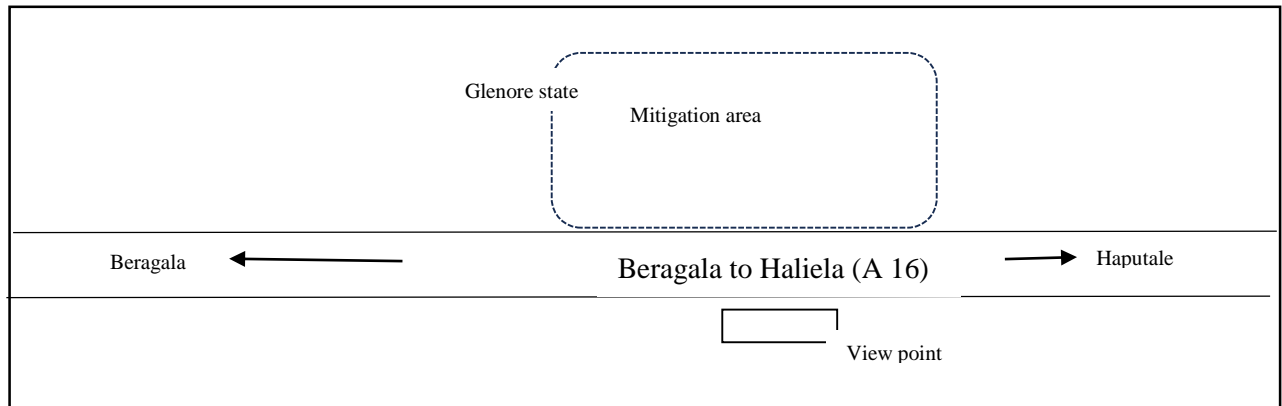 Glenore state
Mitigation area
Beragala
Beragala to Haliela (A 16)
Haputale
View point